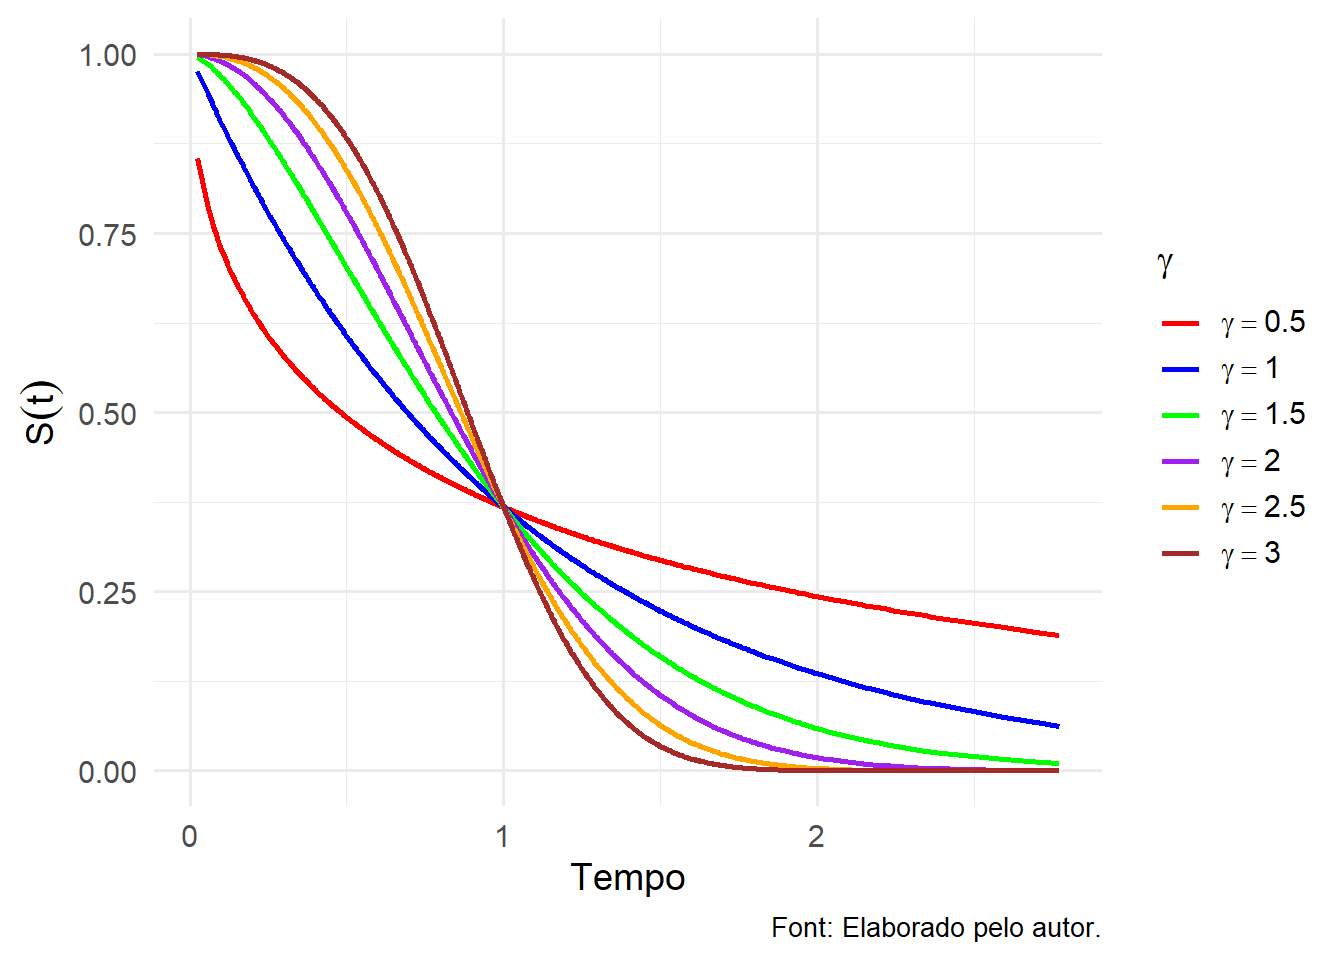 1.00
0.75
0.50
0.25
0.00
S(t)
0 1 2
Tempo
γ
γ = 0.5
γ = 1
γ = 1.5
γ = 2
γ = 2.5
γ = 3
Font: Elaborado pelo autor.